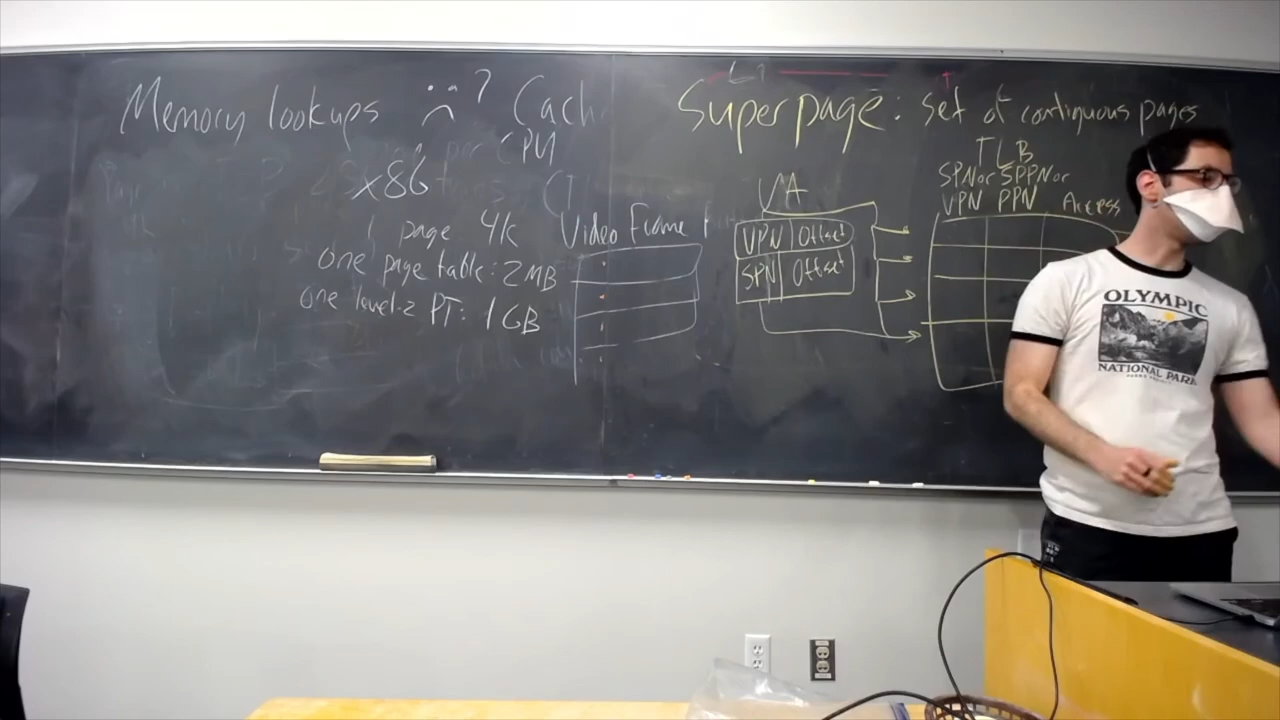 Memory lookups :( ? Cach
CPU
x86
1 page 4k
one page table: 2MB
one level-2 PT: 1GB
Video Frame
Superpage: Set of contiguous pages
VA
VPN Offset
SPN Offset
TLB
SPN or SPPN or
VPN PPN Access
OLYMPIC
NATIONAL PARK